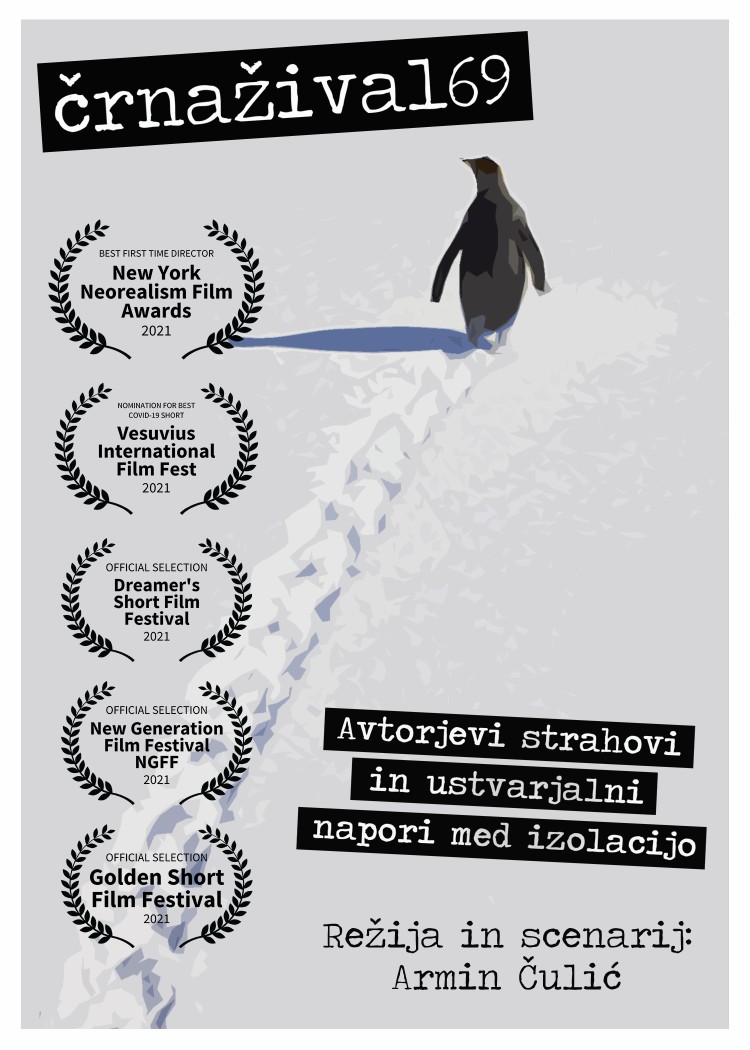 črnažival69
BEST FIRST TIME DIRECTOR
New York
Neorealism Film
Awards
2021
NOMINATION FOR BEST
COVID-19 SHORT
Vesuvius
International
Film Fest
2021
OFFICIAL SELECTION
Dreamer's
Short Film
Festival
2021
OFFICIAL SELECTION
New Generation
Film Festival
NGFF
2021
OFFICIAL SELECTION
Golden Short
Film Festival
2021
Avtorjevi strahovi
in ustvarjalni
napori med izolacijo
Režija in scenarij:
Armin Čulić